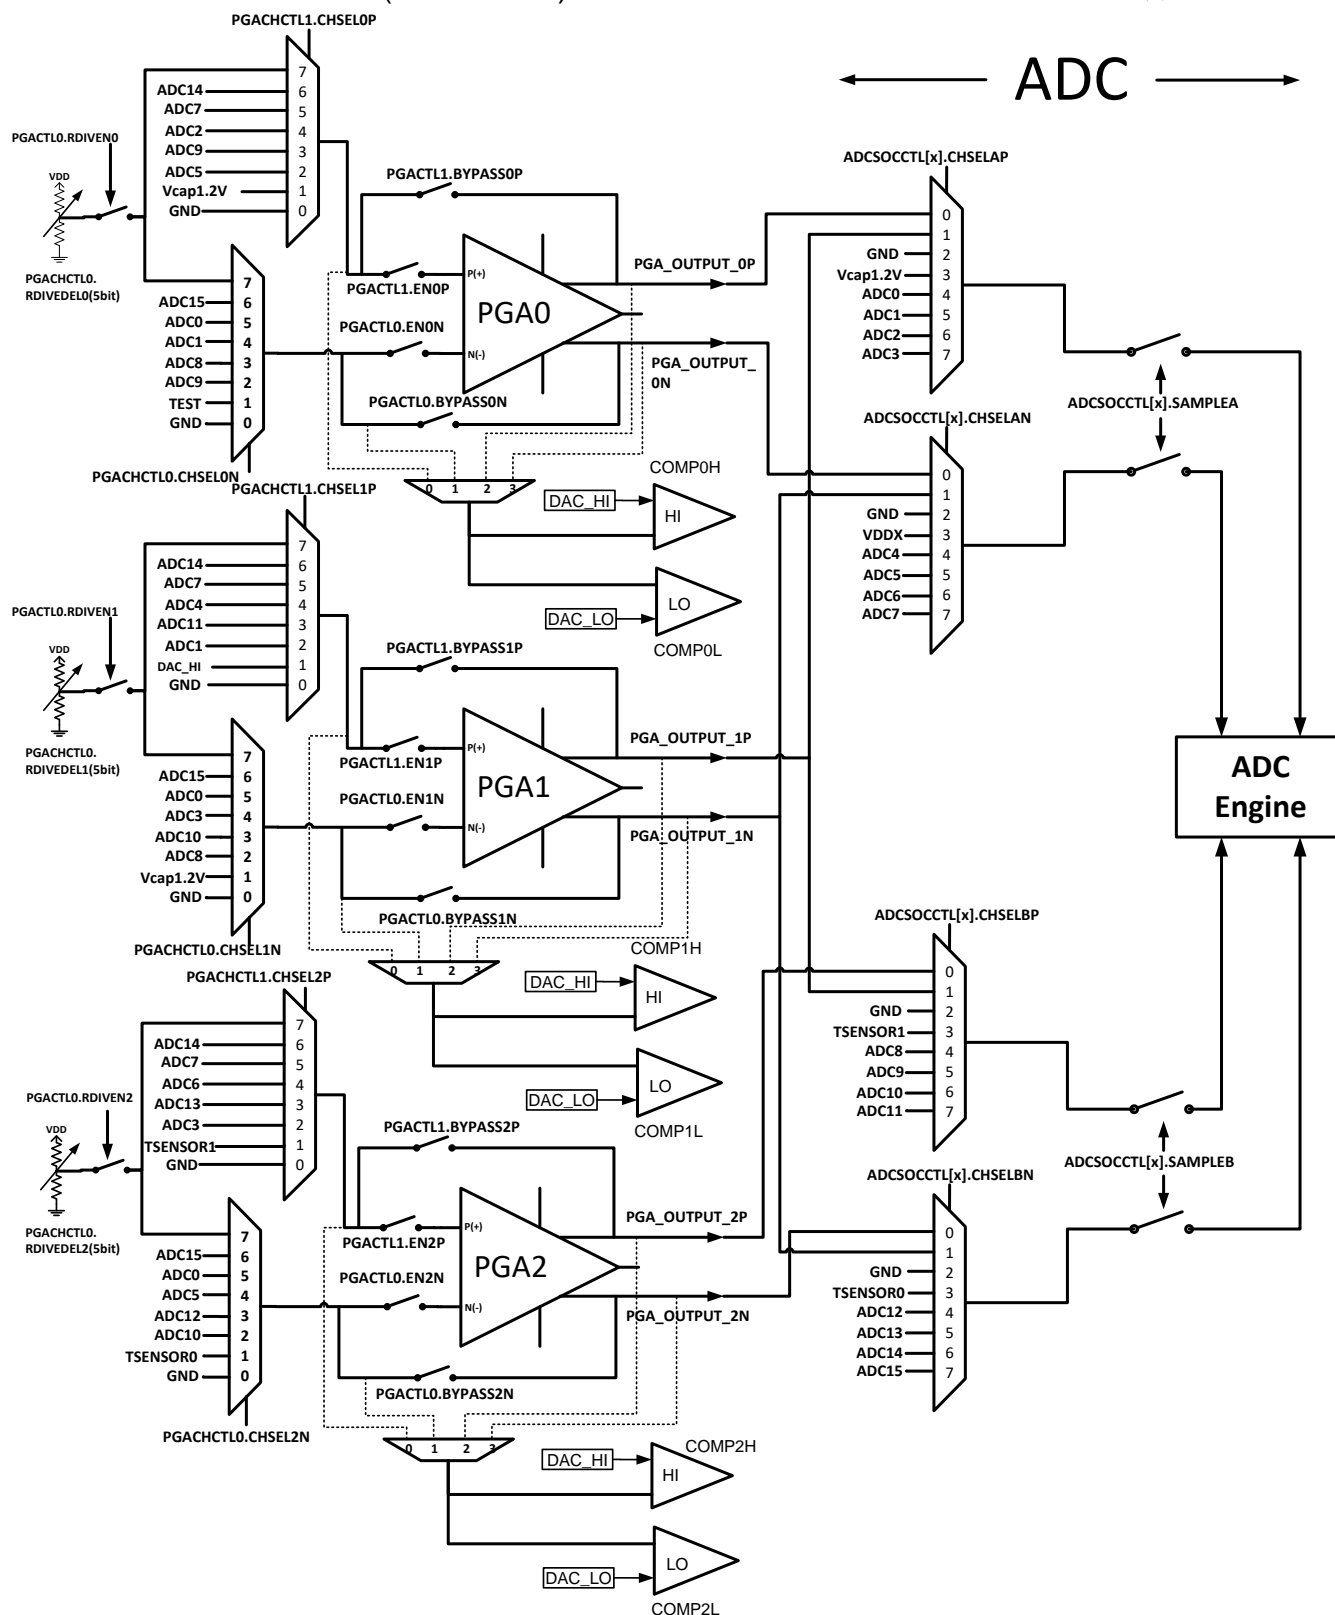 PGACHCTL1.CHSEL0P
ADC
7
ADC14 6
ADC7 5
ADC2 4
ADC9 3
ADC5 2
Vcap1.2V 1
GND 0
PGACTL0.RDIVEN0
VDD
PGACHCTL0.
RDIVEDEL0(5bit)
7
ADC15 6
ADC0 5
ADC1 4
ADC8 3
ADC9 2
TEST 1
GND 0
PGACHCTL0.CHSEL0N
PGACTL1.BYPASS0P
P(+)
PGACTL1.EN0P
PGA0
PGACTL0.EN0N
N(-)
PGACTL0.BYPASS0N
PGA_OUTPUT_0P
PGA_OUTPUT_
0N
0 1 2 3
COMP0H
DAC_HI
HI
DAC_LO
LO
COMP0L
ADCSOCCTL[x].CHSELAP
0
1
GND 2
Vcap1.2V 3
ADC0 4
ADC1 5
ADC2 6
ADC3 7
ADCSOCCTL[x].SAMPLEA
ADCSOCCTL[x].CHSELAN
0
1
GND 2
VDDX 3
ADC4 4
ADC5 5
ADC6 6
ADC7 7
PGACHCTL1.CHSEL1P
7
ADC14 6
ADC7 5
ADC4 4
ADC11 3
ADC1 2
DAC_HI 1
GND 0
PGACTL0.RDIVEN1
VDD
PGACHCTL0.
RDIVEDEL1(5bit)
7
ADC15 6
ADC0 5
ADC3 4
ADC10 3
ADC8 2
Vcap1.2V 1
GND 0
PGACHCTL0.CHSEL1N
PGACTL1.BYPASS1P
P(+)
PGACTL1.EN1P
PGA1
PGACTL0.EN1N
N(-)
PGACTL0.BYPASS1N
PGA_OUTPUT_1P
PGA_OUTPUT_1N
0 1 2 3
COMP1H
DAC_HI
HI
DAC_LO
LO
COMP1L
ADC
Engine
ADCSOCCTL[x].CHSELBP
0
1
GND 2
TSENSOR1 3
ADC8 4
ADC9 5
ADC10 6
ADC11 7
ADCSOCCTL[x].SAMPLEB
ADCSOCCTL[x].CHSELBN
0
1
GND 2
TSENSOR0 3
ADC12 4
ADC13 5
ADC14 6
ADC15 7
PGACHCTL1.CHSEL2P
7
ADC14 6
ADC7 5
ADC6 4
ADC13 3
ADC3 2
TSENSOR1 1
GND 0
PGACTL0.RDIVEN2
VDD
PGACHCTL0.
RDIVEDEL2(5bit)
7
ADC15 6
ADC0 5
ADC5 4
ADC12 3
ADC10 2
TSENSOR0 1
GND 0
PGACHCTL0.CHSEL2N
PGACTL1.BYPASS2P
P(+)
PGACTL1.EN2P
PGA2
PGACTL0.EN2N
N(-)
PGACTL0.BYPASS2N
PGA_OUTPUT_2P
PGA_OUTPUT_2N
0 1 2 3
COMP2H
DAC_HI
HI
DAC_LO
LO
COMP2L